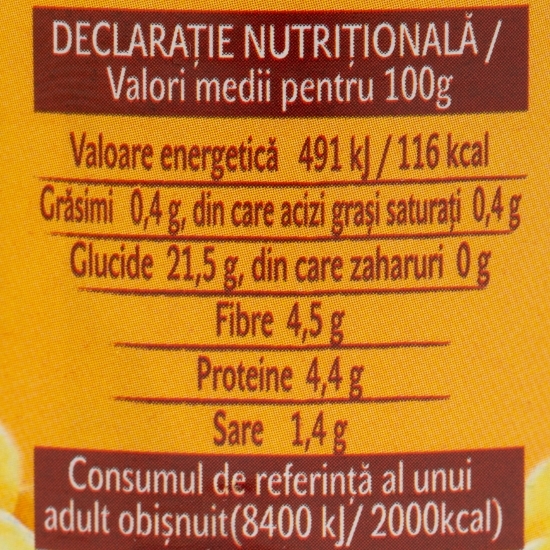 DECLARAȚIE NUTRIȚIONALĂ /
Valori medii pentru 100g
Valoare energetică 491 kJ / 116 kcal
Grăsimi 0,4 g, din care acizi grași saturați 0,4 g
Glucide 21,5 g, din care zaharuri 0 g
Fibre 4,5 g
Proteine 4,4 g
Sare 1,4 g
Consumul de referință al unui
adult obișnuit(8400 kJ/ 2000kcal)